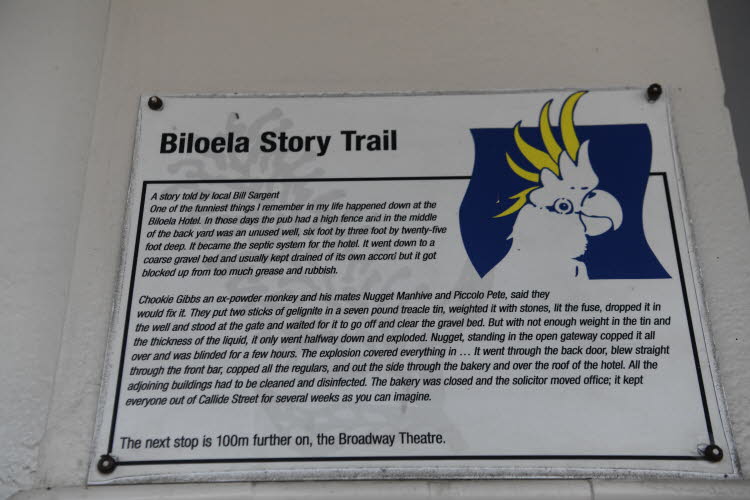 Biloela Story Trail
A story told by local Bill Sargent
One of the funniest things I remember in my life happened down at the
Biloela Hotel. In those days the pub had a high fence and in the middle
of the back yard was an unused well, six foot by three foot by twenty-five
foot deep. It became the septic system for the hotel. It went down to a
coarse gravel bed and usually kept drained of its own accord but it got
blocked up from too much grease and rubbish.
Chookie Gibbs an ex-powder monkey and his mates Nugget Manhive and Piccolo Pete, said they
would fix it. They put two sticks of gelignite in a seven pound treacle tin, weighted it with stones, lit the fuse, dropped it in
the well and stood at the gate and waited for it to go off and clear the gravel bed. But with not enough weight in the tin and
the thickness of the liquid, it only went halfway down and exploded. Nugget, standing in the open gateway copped it all
over and was blinded for a few hours. The explosion covered everything in ... It went through the back door, blew straight
through the front bar, copped all the regulars, and out the side through the bakery and over the roof of the hotel. All the
adjoining buildings had to be cleaned and disinfected. The bakery was closed and the solicitor moved office; it kept
everyone out of Callide Street for several weeks as you can imagine.
The next stop is 100m further on, the Broadway Theatre.